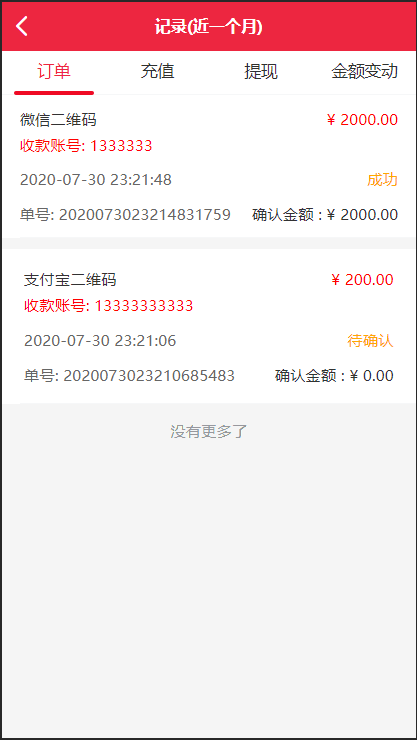 记录(近一个月)
订单 充值 提现 金额变动
微信二维码 ¥ 2000.00
收款账号: 1333333
2020-07-30 23:21:48 成功
单号: 2020073023214831759 确认金额 : ¥ 2000.00
支付宝二维码 ¥ 200.00
收款账号: 13333333333
2020-07-30 23:21:06 待确认
单号: 2020073023210685483 确认金额 : ¥ 0.00
没有更多了